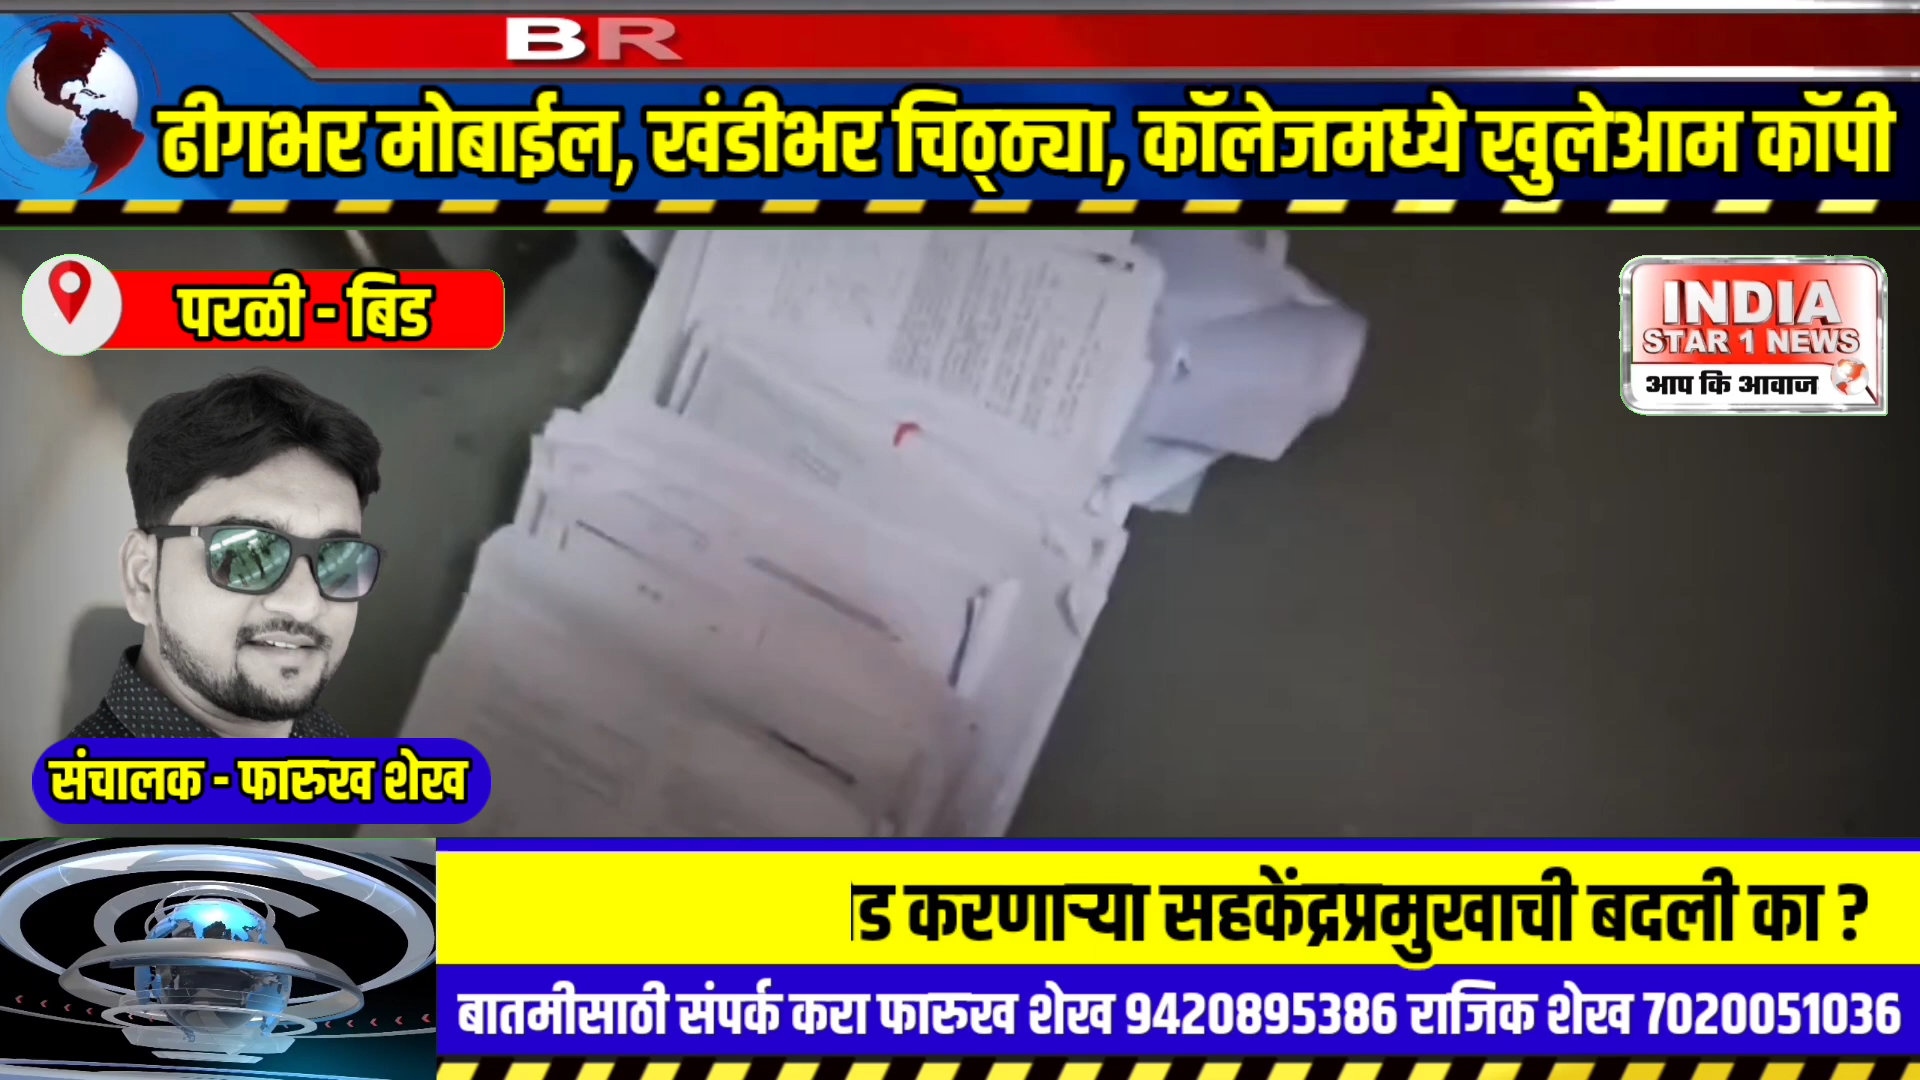 BR
ढीगभर मोबाईल, खंडीभर चिठ्ठ्या, कॉलेजमध्ये खुलेआम कॉपी
परळी - बिड
INDIA
STAR 1 NEWS
आप कि आवाज
संचालक - फारुख शेख
करणाऱ्या सहकेंद्रप्रमुखाची बदली का ?
बातमीसाठी संपर्क करा फारुख शेख 9420895386 राजिक शेख 7020051036